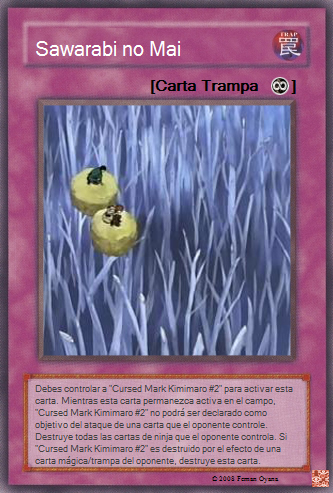 Sawarabi no Mai
TRAP
罠
[Carta Trampa ]
Debes controlar a "Cursed Mark Kimimaro #2" para activar esta
carta. Mientras esta carta permanezca activa en el campo,
"Cursed Mark Kimimaro #2" no podrá ser declarado como
objetivo del ataque de una carta que el oponente controle.
Destruye todas las cartas de ninja que el oponente controla. Si
"Cursed Mark Kimimaro #2" es destruido por el efecto de una
carta mágica/trampa del oponente, destruye esta carta.
© 2008 Ferran Oyana